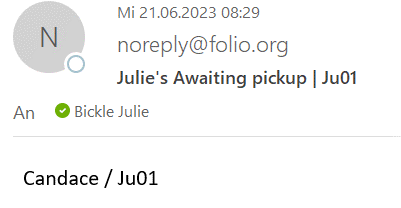 Mi 21.06.2023 08:29
N
noreply@folio.org
Julie's Awaiting pickup | Ju01
An Bickle Julie
Candace / Ju01